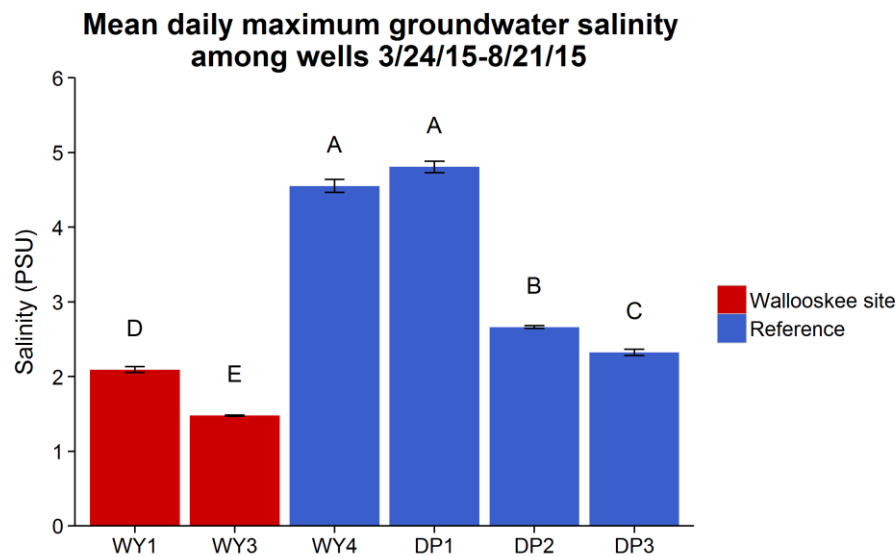 Mean daily maximum groundwater salinity
among wells 3/24/15-8/21/15
Salinity (PSU)
6
5
4
3
2
1
0
D
E
A
A
B
C
WY1
WY3
WY4
DP1
DP2
DP3
Wallooskee site
Reference